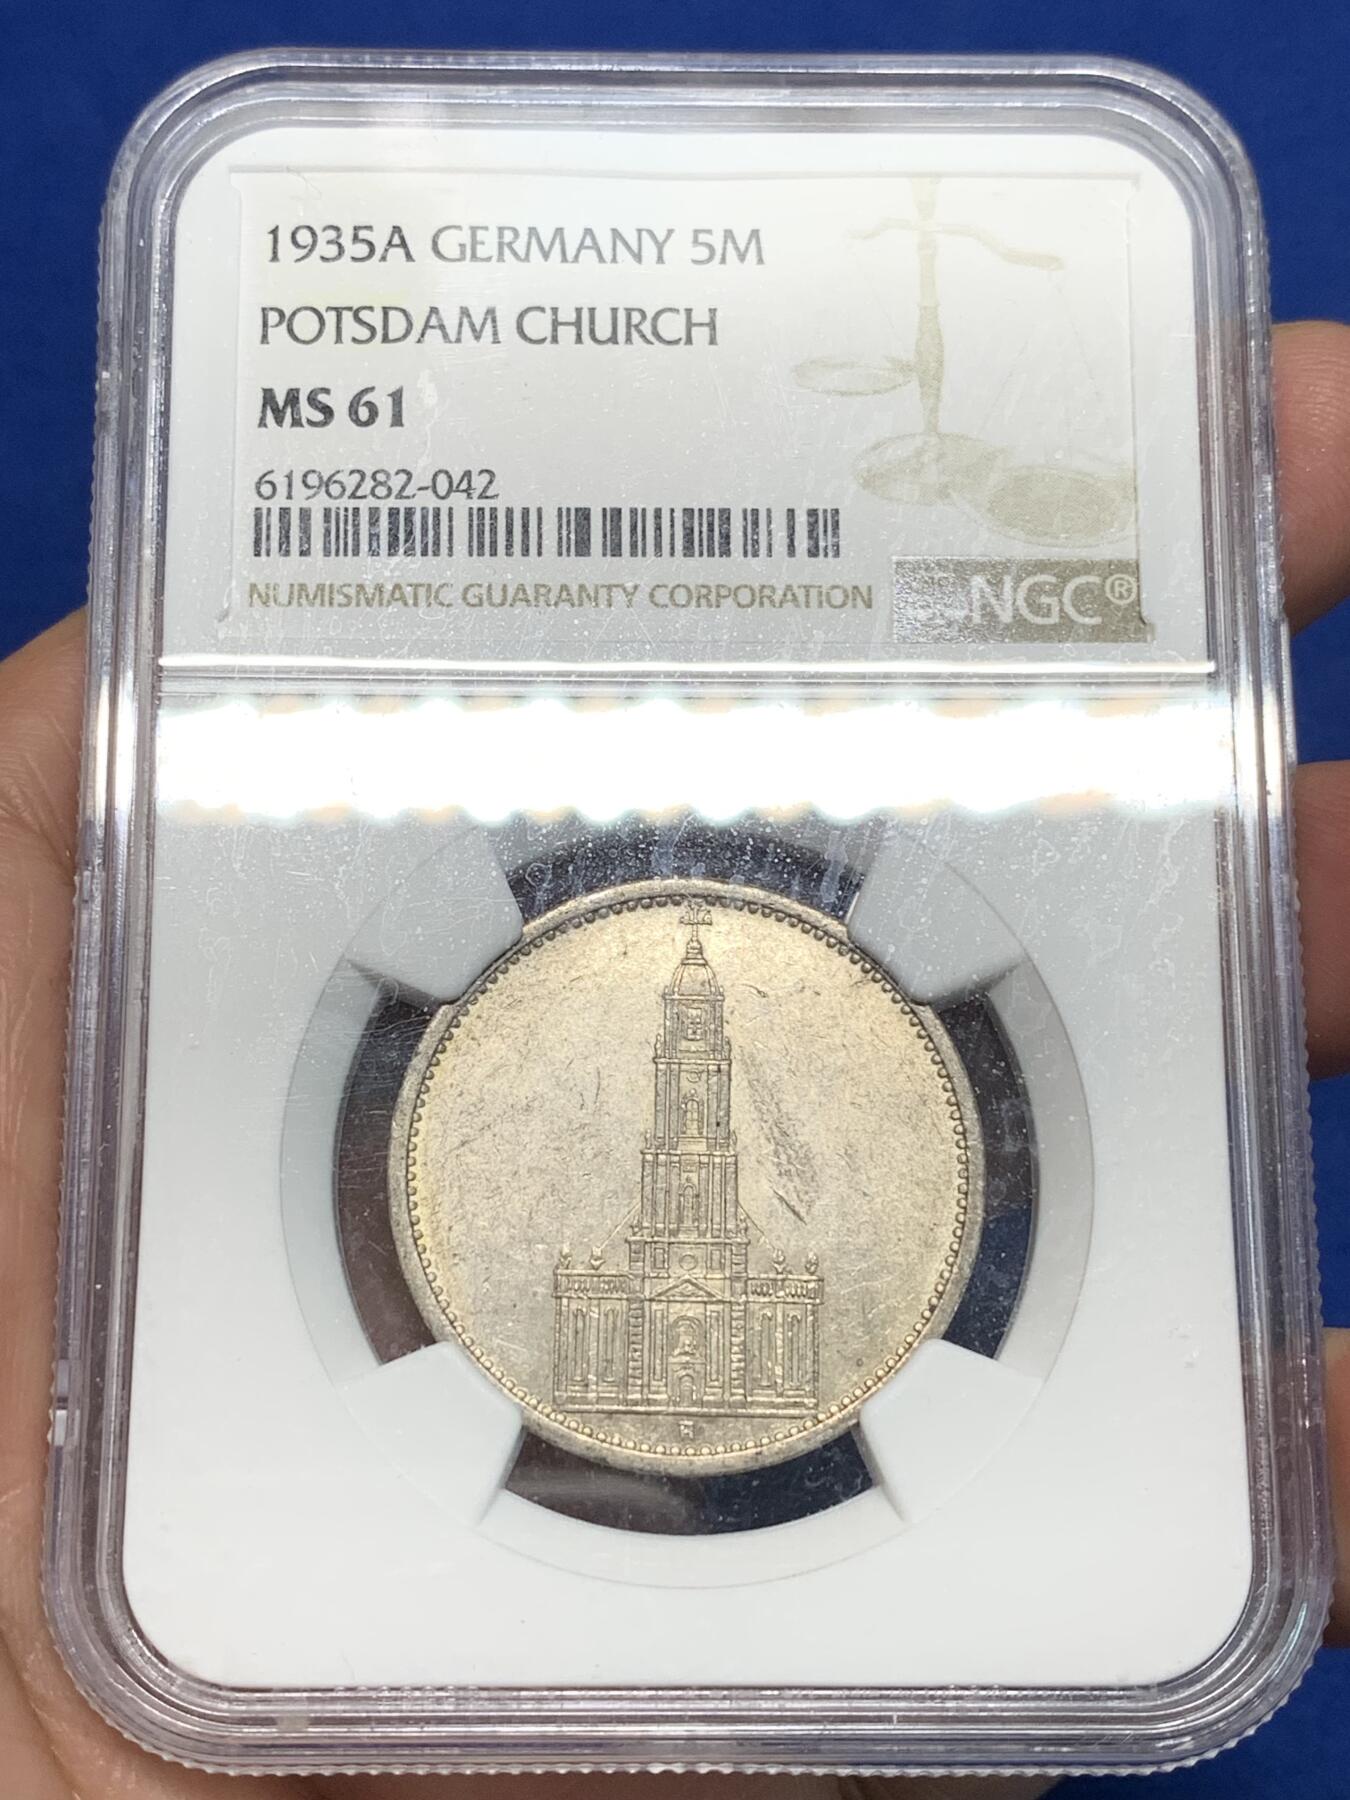 1935A GERMANY 5M
POTSDAM CHURCH
MS 61
6196282-042
NUMISMATIC GUARANTY CORPORATION
NGC®